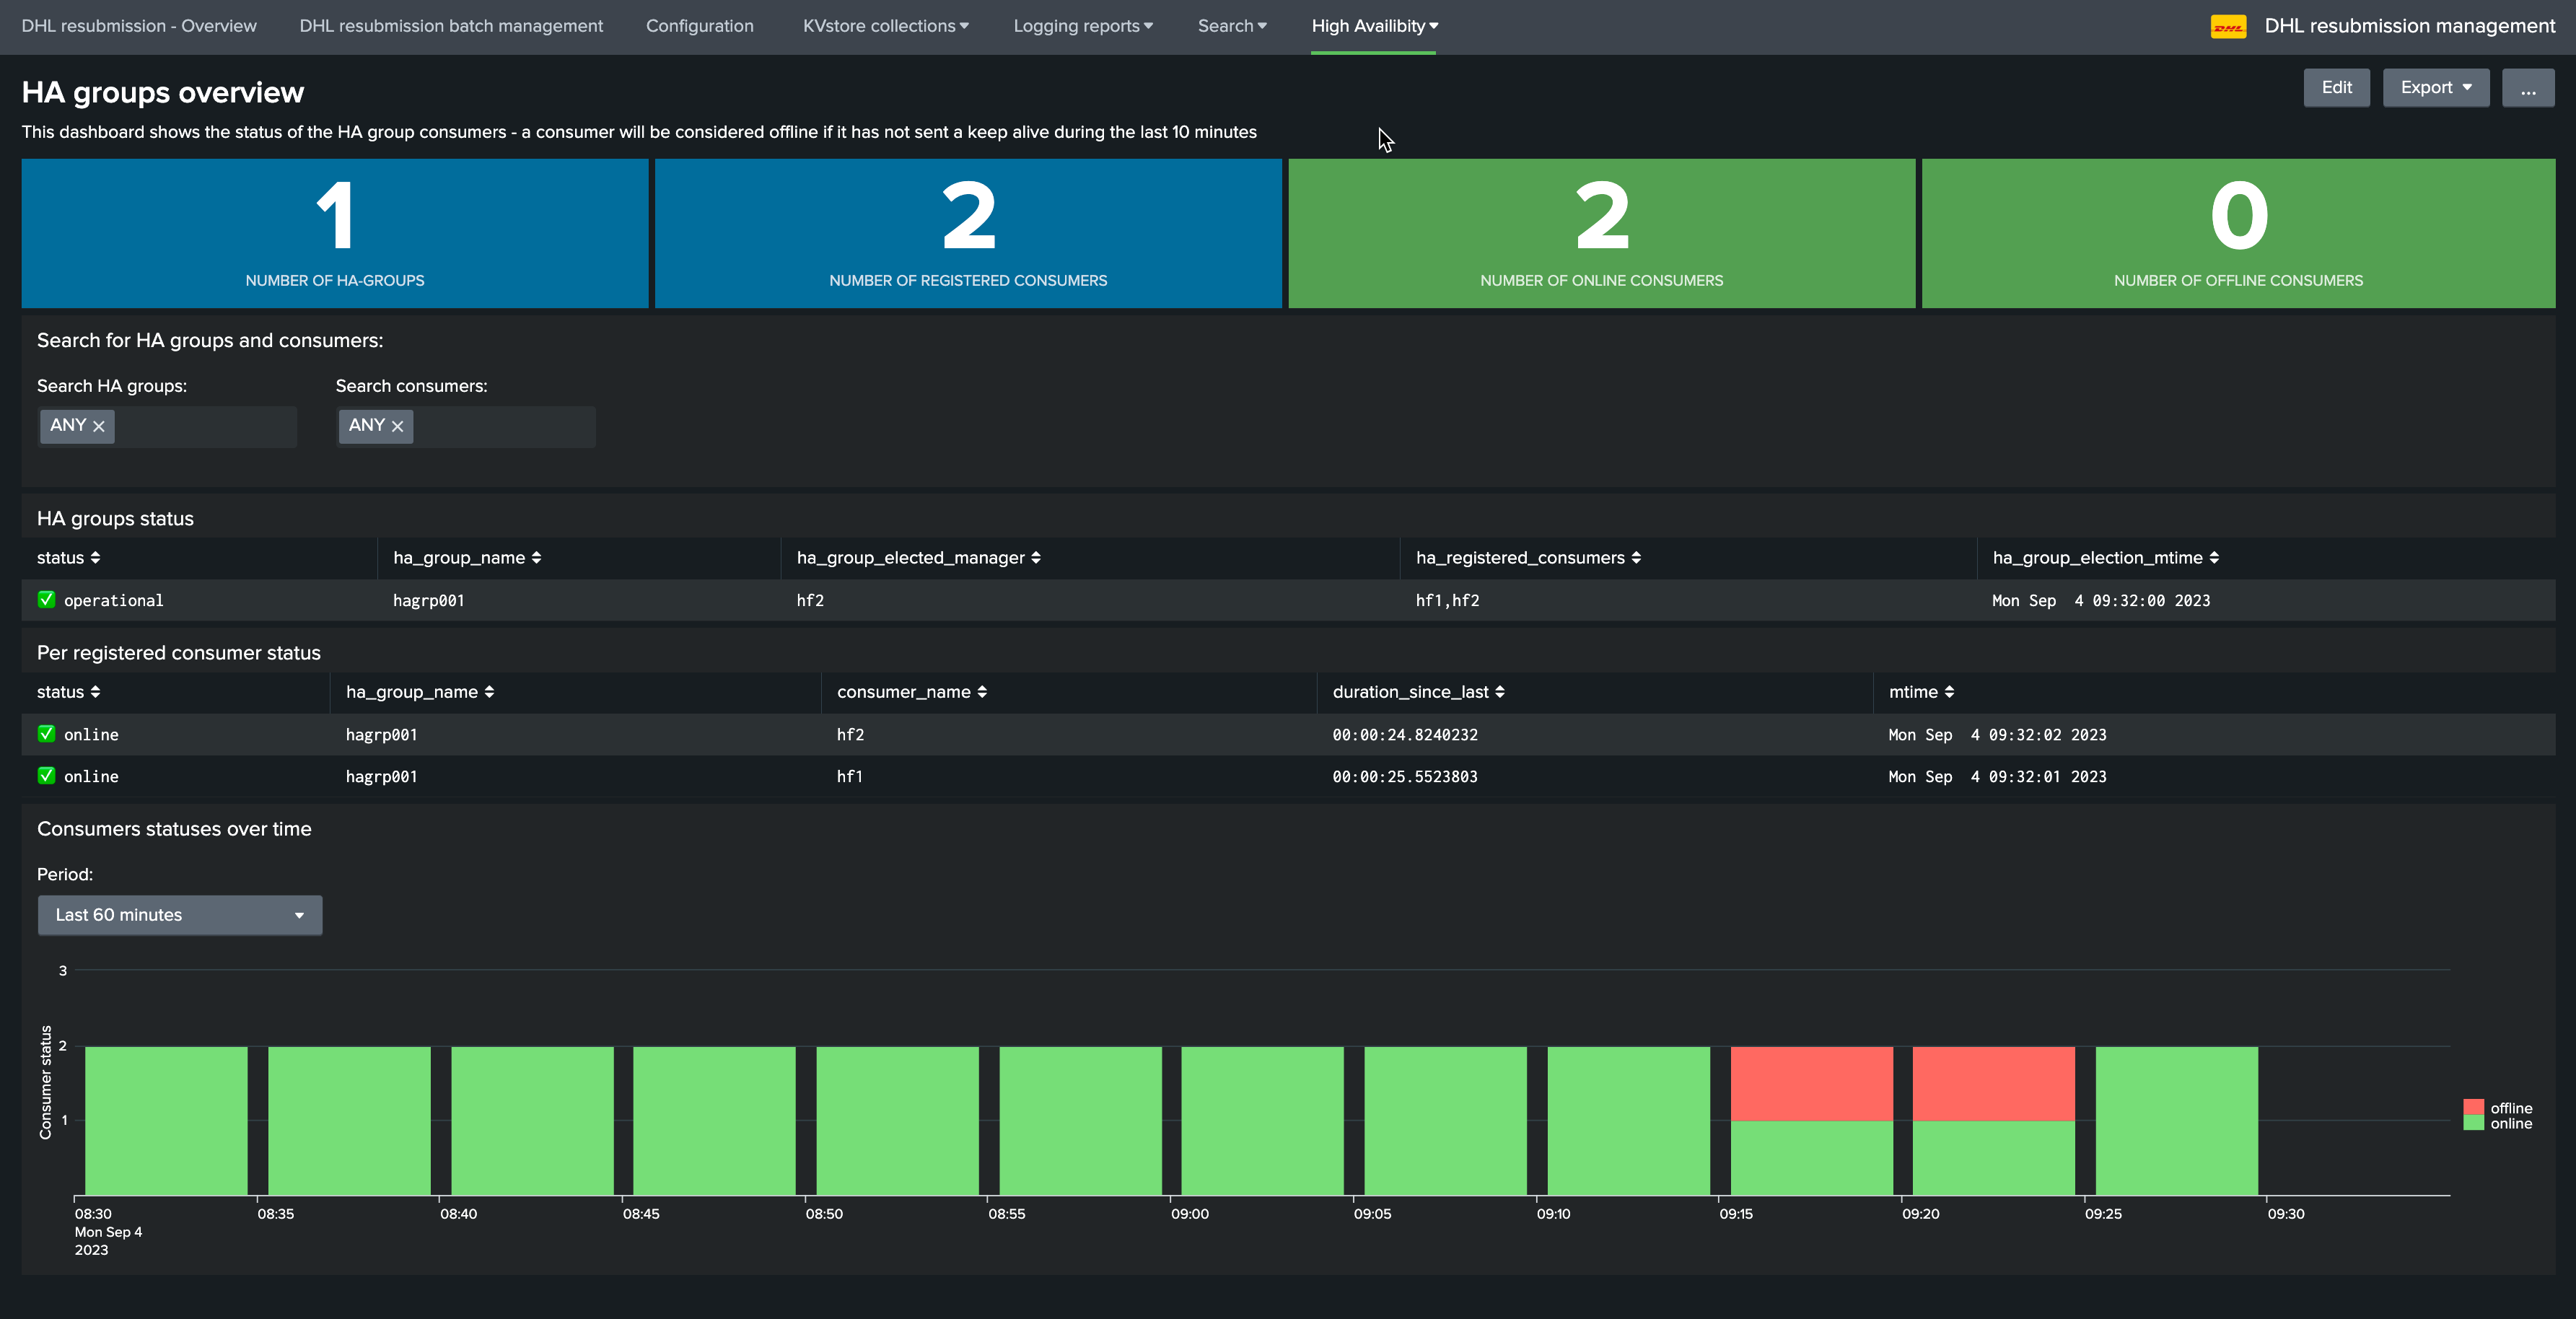 DHL resubmission - Overview DHL resubmission batch management Configuration KVstore collections Logging reports Search High Availibity DHL DHL resubmission management
HA groups overview
Edit Export ...
This dashboard shows the status of the HA group consumers - a consumer will be considered offline if it has not sent a keep alive during the last 10 minutes
1 2 2 0
NUMBER OF HA-GROUPS NUMBER OF REGISTERED CONSUMERS NUMBER OF ONLINE CONSUMERS NUMBER OF OFFLINE CONSUMERS
Search for HA groups and consumers:
Search HA groups: Search consumers:
ANY ANY
HA groups status
status ha_group_name ha_group_elected_manager ha_registered_consumers ha_group_election_mtime
operational hagrp001 hf2 hf1,hf2 Mon Sep 4 09:32:00 2023
Per registered consumer status
status ha_group_name consumer_name duration_since_last mtime
online hagrp001 hf2 00:00:24.8240232 Mon Sep 4 09:32:02 2023
online hagrp001 hf1 00:00:25.5523803 Mon Sep 4 09:32:01 2023
Consumers statuses over time
Period:
Last 60 minutes
3
2
1
Consumer status
offline
online
08:30 08:35 08:40 08:45 08:50 08:55 09:00 09:05 09:10 09:15 09:20 09:25 09:30
Mon Sep 4
2023